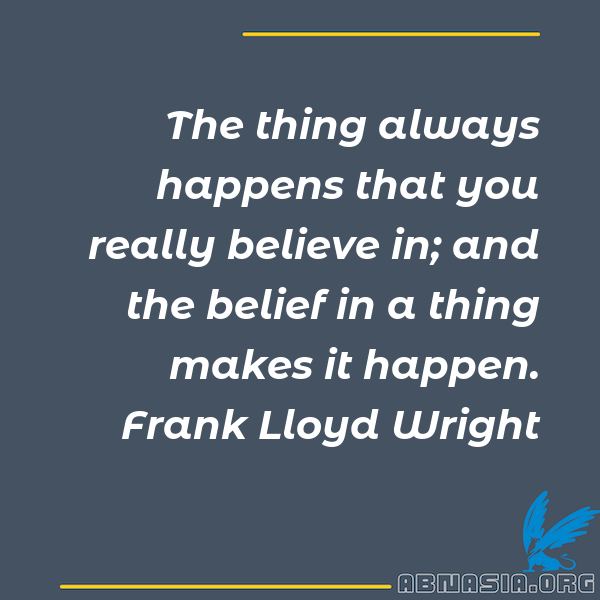 The thing always
happens that you
really believe in; and
the belief in a thing
makes it happen.
Frank Lloyd Wright
ABNASIA.ORG